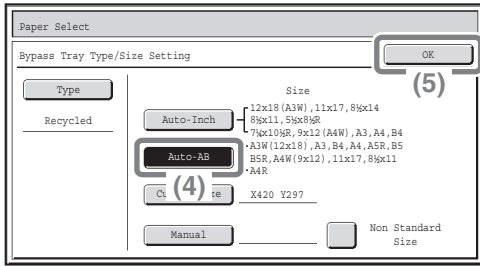 Paper Select
Bypass Tray Type/Size Setting
OK
(5)
Type
Recycled
Size
Auto-Inch
12x18(A3W),11x17,8½x14
8½x11,5½x8½R
7¼x10½R,9x12(A4W),A3,A4,B4
Auto-AB
(4)
·A3W(12x18),A3,B4,A4,A5R,B5
B5R,A4W(9x12),11x17,8½x11
·A4R
X420 Y297
Manual
Non Standard
Size